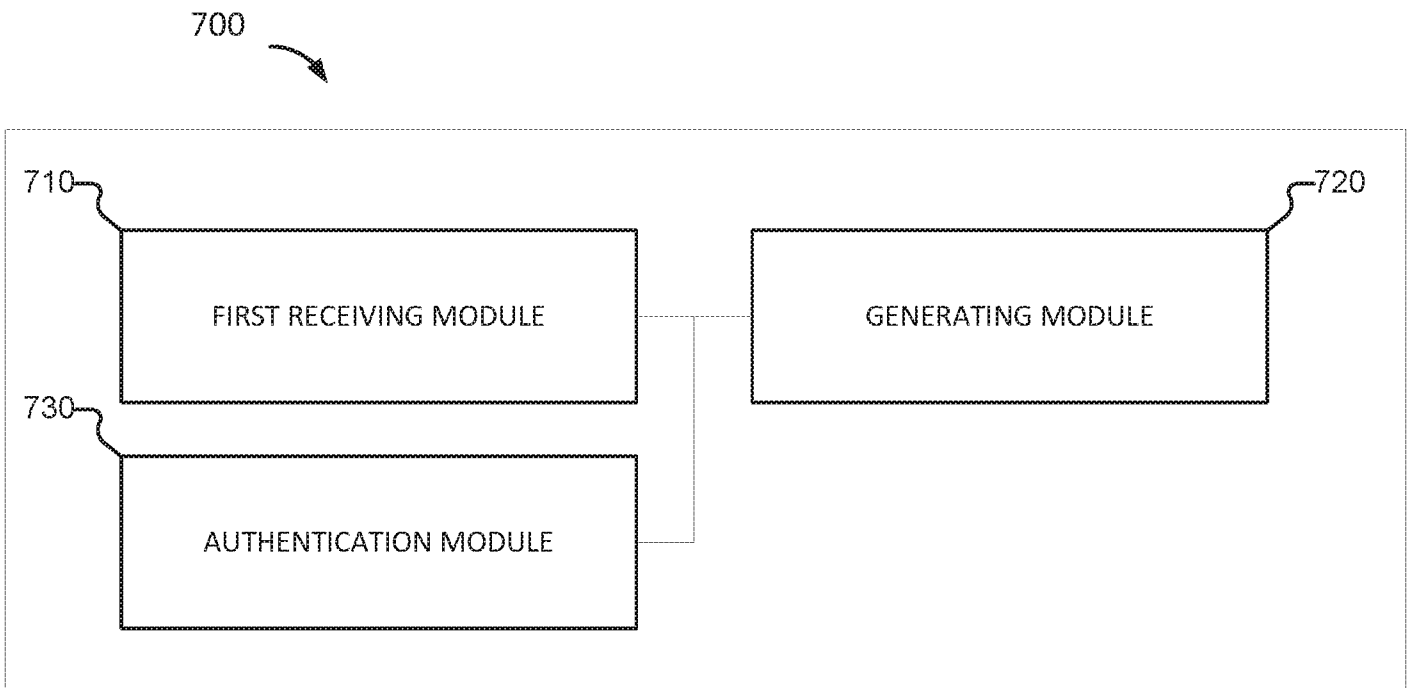 700
710
720
FIRST RECEIVING MODULE
GENERATING MODULE
730
AUTHENTICATION MODULE